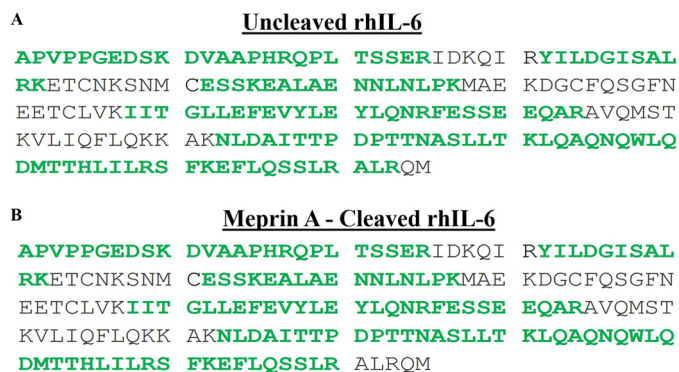 A
Uncleaved rhIL-6
APVPPGEDSK DVAAPHRQPL TSSERIDKQI RYILDGISAL
RKETCNKSNM CESSKEALAE NNLNLPKMAE KDGCFQSGFN
EETCLVKIIT GLLEFEVYLE YLQNRFESSE EQARAVQMST
KVLIQFLQKK AKNLDAITTP DPTTNASLLT KLQAQNQWLQ
DMTTHLILRS FKEFLQSSLR ALRQM
B
Meprin A - Cleaved rhIL-6
APVPPGEDSK DVAAPHRQPL TSSERIDKQI RYILDGISAL
RKETCNKSNM CESSKEALAE NNLNLPKMAE KDGCFQSGFN
EETCLVKIIT GLLEFEVYLE YLQNRFESSE EQARAVQMST
KVLIQFLQKK AKNLDAITTP DPTTNASLLT KLQAQNQWLQ
DMTTHLILRS FKEFLQSSLR ALRQM